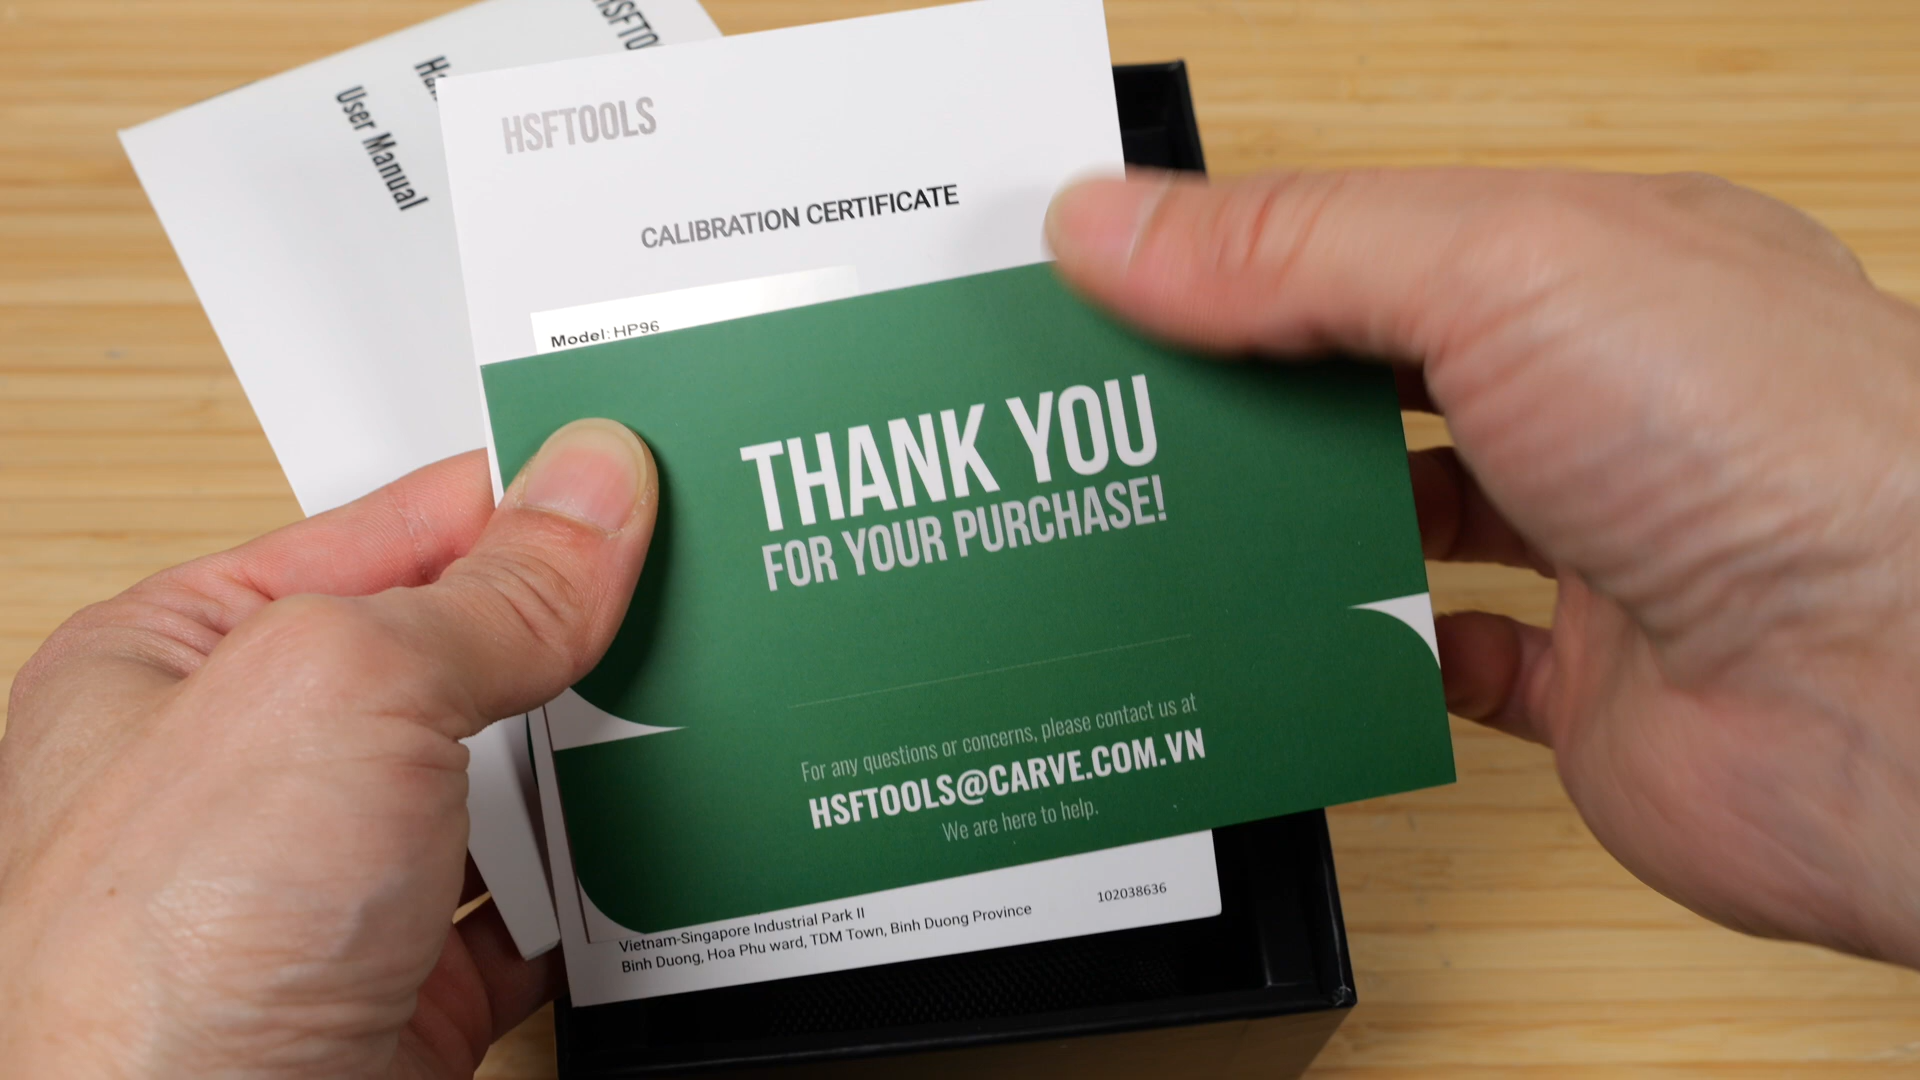 User Manual
HSFTOOLS
CALIBRATION CERTIFICATE
Model: HP96
THANK YOU
FOR YOUR PURCHASE!
For any questions or concerns, please contact us at
HSFTOOLS@CARVE.COM.VN
We are here to help.
Vietnam-Singapore Industrial Park II
Binh Duong, Hoa Phu ward, TDM Town, Binh Duong Province
102038636